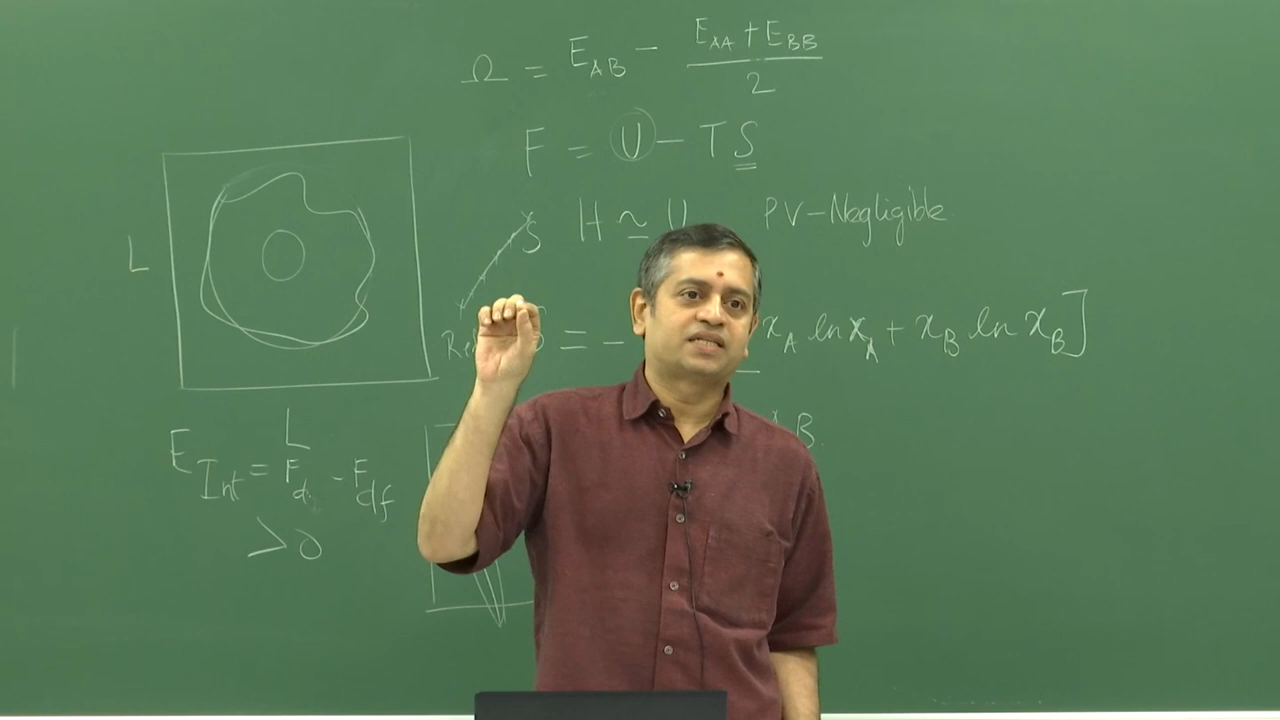 Ω = E_AB - (E_AA + E_BB)/2
F = U - TS
H ≃ U PV-Negligible
S
L
S = - x_A ln x_A + x_B ln x_B ]
L
B
E_Int = F_d - F_df
> 0